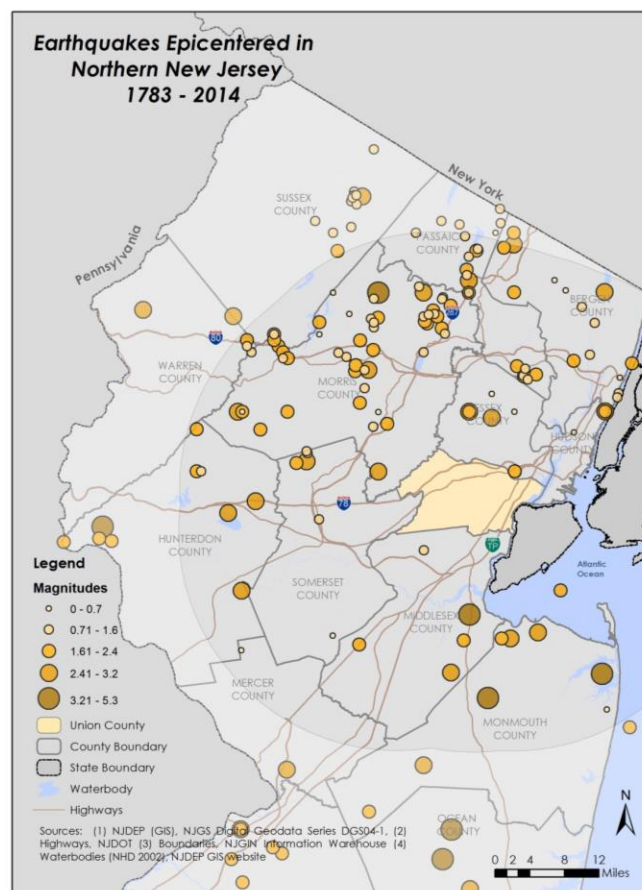 Earthquakes Epicentered in
Northern New Jersey
1783 - 2014
New York
Pennsylvania
SUSSEX
COUNTY
PASSAIC
COUNTY
BERGEN
COUNTY
287
80
WARREN
COUNTY
MORRIS
COUNTY
ESSEX
COUNTY
HUDSON
COUNTY
78
TP
HUNTERDON
COUNTY
SOMERSET
COUNTY
MIDDLESEX
COUNTY
Atlantic
Ocean
MERCER
COUNTY
MONMOUTH
COUNTY
OCEAN
COUNTY
Legend
Magnitudes
0 - 0.7
0.71 - 1.6
1.61 - 2.4
2.41 - 3.2
3.21 - 5.3
Union County
County Boundary
State Boundary
Waterbody
Highways
N
0 2 4 8 12
Miles
Sources: (1) NJDEP (GIS), NJGS Digital Geodata Series DGS04-1, (2)
Highways, NJDOT (3) Boundaries, NJGIN Information Warehouse (4)
Waterbodies (NHD 2002), NJDEP GIS website